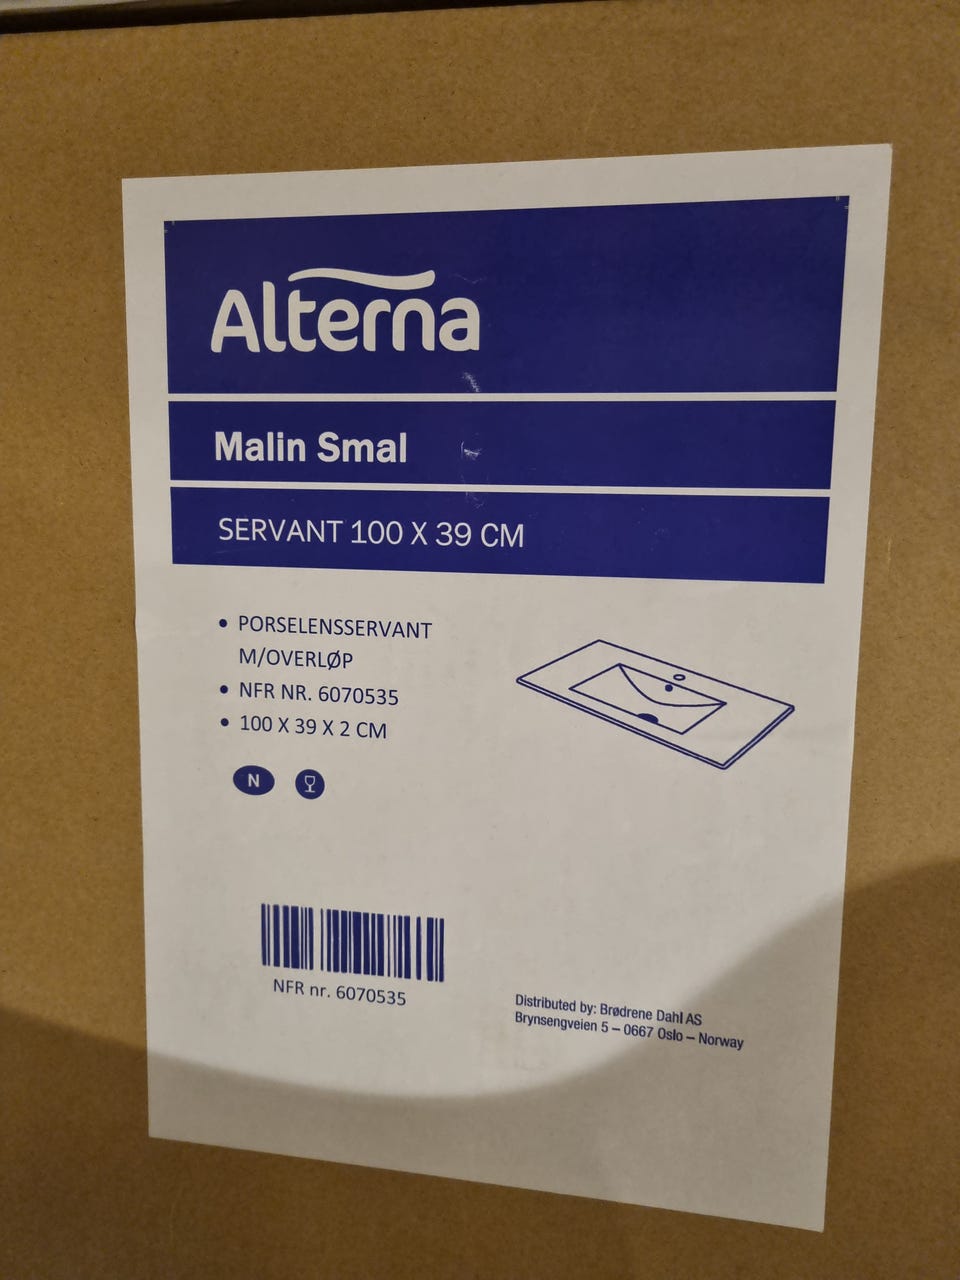 Alterna
Malin Smal
SERVANT 100 X 39 CM
• PORSELENSSERVANT
M/OVERLØP
• NFR NR. 6070535
• 100 X 39 X 2 CM
N
NFR nr. 6070535
Distributed by: Brødrene Dahl AS
Brynsengveien 5 – 0667 Oslo – Norway